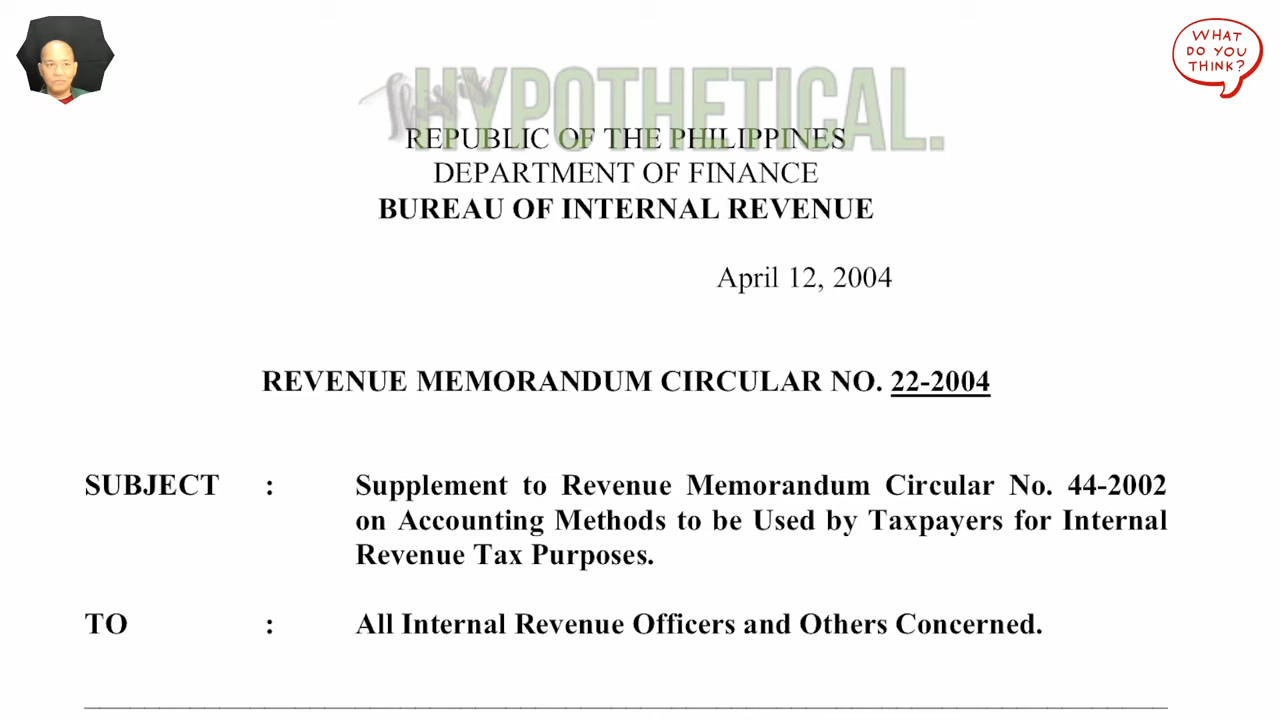 WHAT
DO YOU
THINK?
This is
HYPOTHETICAL.
REPUBLIC OF THE PHILIPPINES
DEPARTMENT OF FINANCE
BUREAU OF INTERNAL REVENUE
April 12, 2004
REVENUE MEMORANDUM CIRCULAR NO. 22-2004
SUBJECT : Supplement to Revenue Memorandum Circular No. 44-2002
on Accounting Methods to be Used by Taxpayers for Internal
Revenue Tax Purposes.
TO : All Internal Revenue Officers and Others Concerned.